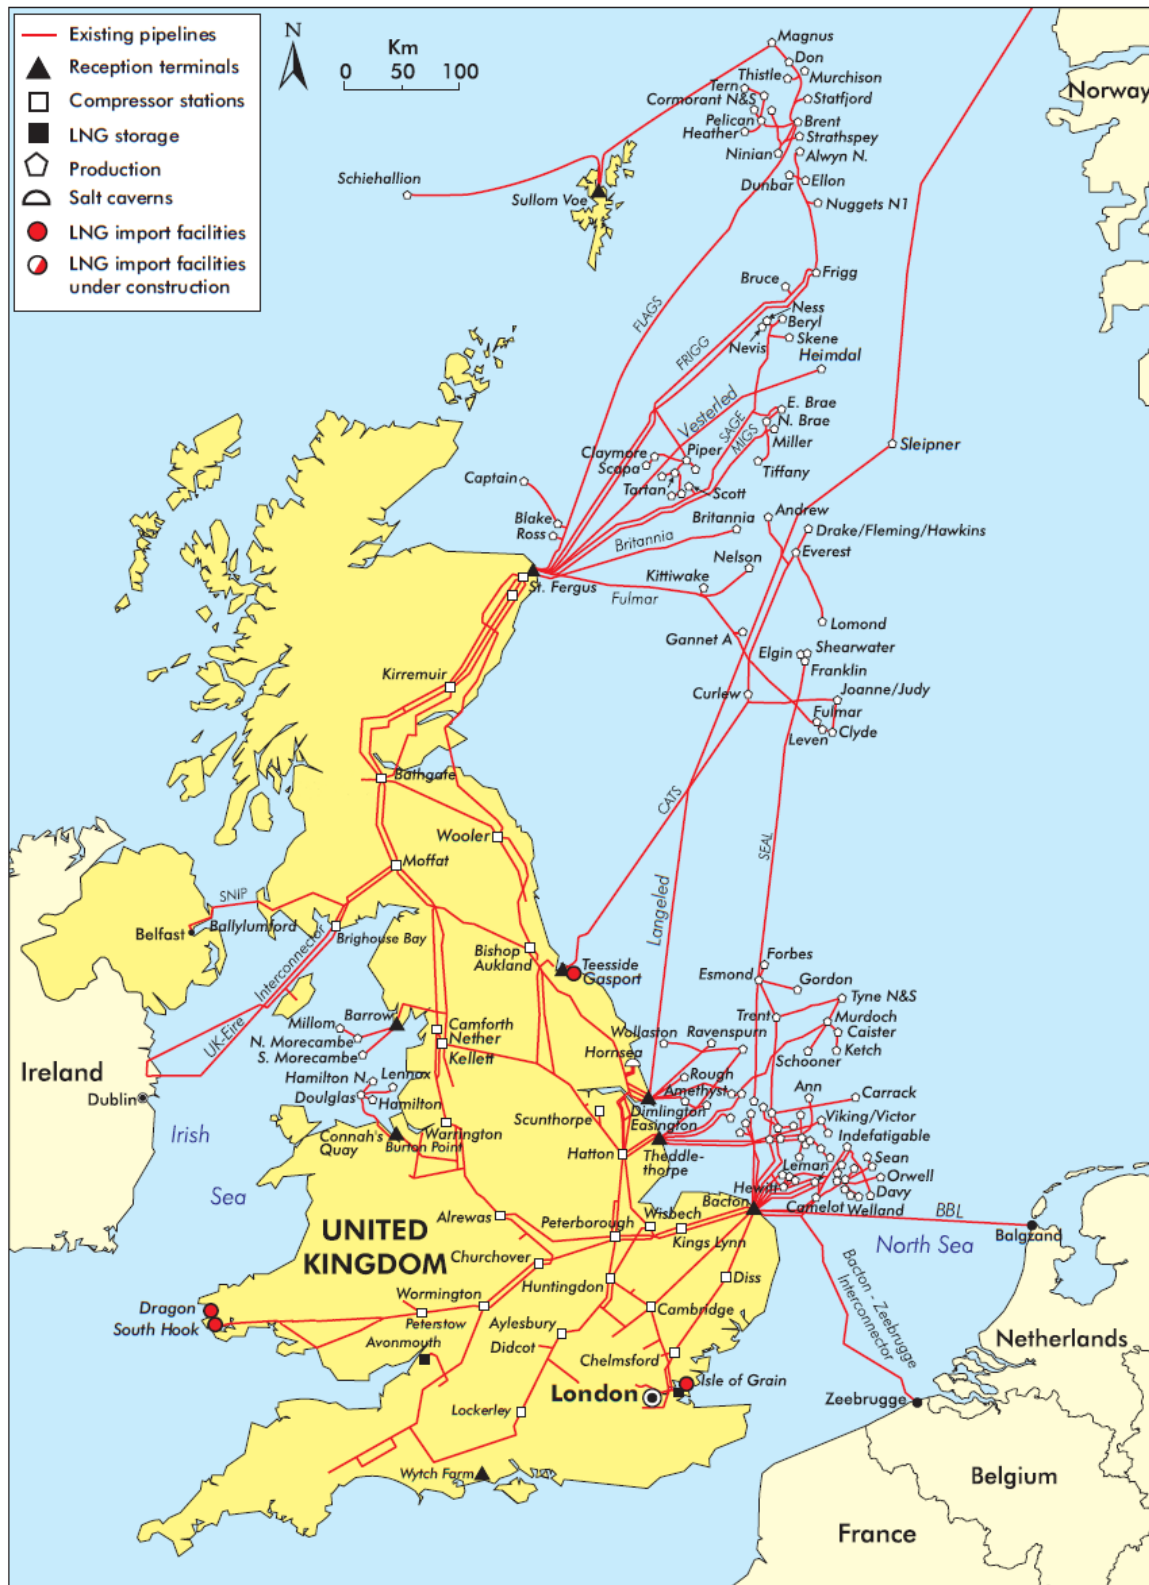 Existing pipelines
Reception terminals
Compressor stations
LNG storage
Production
Salt caverns
LNG import facilities
LNG import facilities
under construction
N
Km
0 50 100
Norway
Magnus
Don
Thistle
Murchison
Tern
Statfjord
Cormorant N&S
Pelican
Brent
Heather
Strathspey
Ninian
Alwyn N.
Dunbar
Ellon
Nuggets N1
Schiehallion
Sullom Voe
Frigg
Bruce
Ness
Beryl
Nevis
Skene
Heimdal
FLAGS
FRIGG
Vesterled
SAGE
MIGS
E. Brae
N. Brae
Miller
Tiffany
Sleipner
Claymore
Piper
Scapa
Tartan
Scott
Captain
Blake
Ross
Britannia
Britannia
Andrew
Drake/Fleming/Hawkins
Everest
Nelson
Kittiwake
St. Fergus
Fulmar
Lomond
Gannet A
Elgin
Shearwater
Franklin
Kirremuir
Curlew
Joanne/Judy
Fulmar
Leven
Clyde
Bathgate
CATS
Wooler
SEAL
Moffat
SNIP
Ballylumford
Belfast
Brighouse Bay
Langeled
Interconnector
UK-Eire
Bishop
Aukland
Teesside
Gasport
Forbes
Esmond
Gordon
Tyne N&S
Trent
Murdoch
Caister
Ketch
Schooner
Barrow
Millom
N. Morecambe
S. Morecambe
Camforth
Nether
Kellett
Wollaston
Ravenspurn
Hornsea
Rough
Amethyst
Ireland
Dublin
Hamilton N.
Lennox
Doulglas
Hamilton
Ann
Carrack
Irish
Sea
Scunthorpe
Dimlington
Easington
Viking/Victor
Indefatigable
Connah's
Quay
Burton Point
Warrington
Hatton
Theddle-
thorpe
Leman
Sean
Orwell
Hewitt
Davy
Bacton
Camelot
Welland
UNITED
KINGDOM
Alrewas
Peterborough
Wisbech
Kings Lynn
BBL
North Sea
Balgzand
Churchover
Huntingdon
Diss
Bacton - Zeebrugge
Interconnector
Dragon
South Hook
Wormington
Peterstow
Aylesbury
Cambridge
Avonmouth
Didcot
Chelmsford
Netherlands
London
Isle of Grain
Zeebrugge
Lockerley
Wytch Farm
Belgium
France